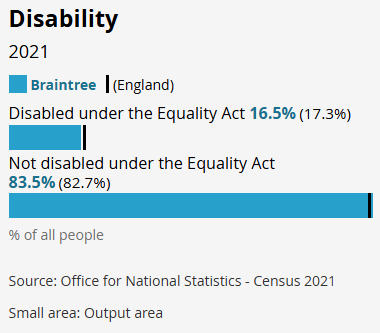 Disability
2021
Braintree (England)
Disabled under the Equality Act 16.5% (17.3%)
Not disabled under the Equality Act
83.5% (82.7%)
% of all people
Source: Office for National Statistics - Census 2021
Small area: Output area